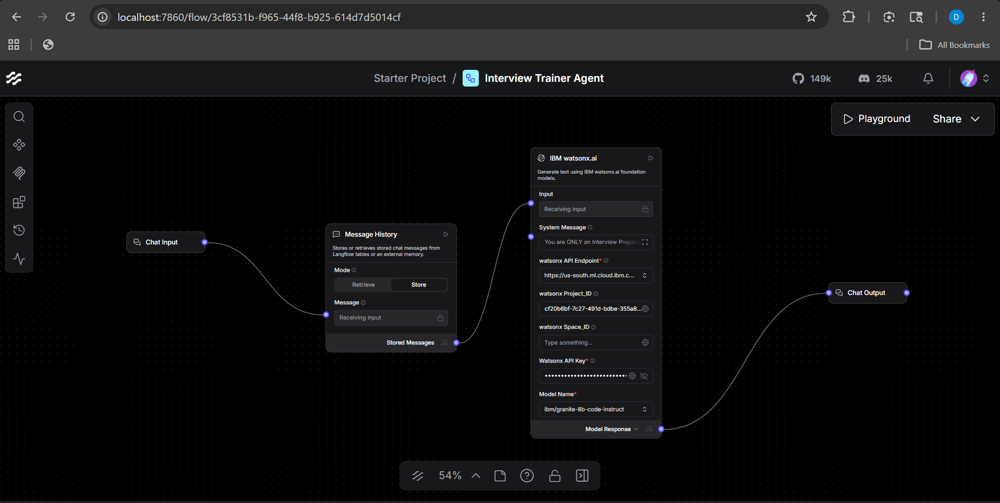 localhost:7860/flow/3cf8531b-f965-44f8-b925-614d7d5014cf
D
All Bookmarks
Starter Project / Interview Trainer Agent
149k
25k
Playground
Share
Chat Input
Message History
Stores or retrieves stored chat messages from
Langflow tables or an external memory.
Mode
Retrieve
Store
Message
Receiving input
Stored Messages
IBM watsonx.ai
Generate text using IBM watsonx.ai foundation
models.
Input
Receiving input
System Message
You are ONLY an Interview Prepara
watsonx API Endpoint*
https://us-south.ml.cloud.ibm.c...
watsonx Project_ID
cf20b6bf-7c27-491d-bdbe-355a8...
watsonx Space_ID
Type something...
Watsonx API Key*
Model Name*
ibm/granite-8b-code-instruct
Model Response
Chat Output
54%